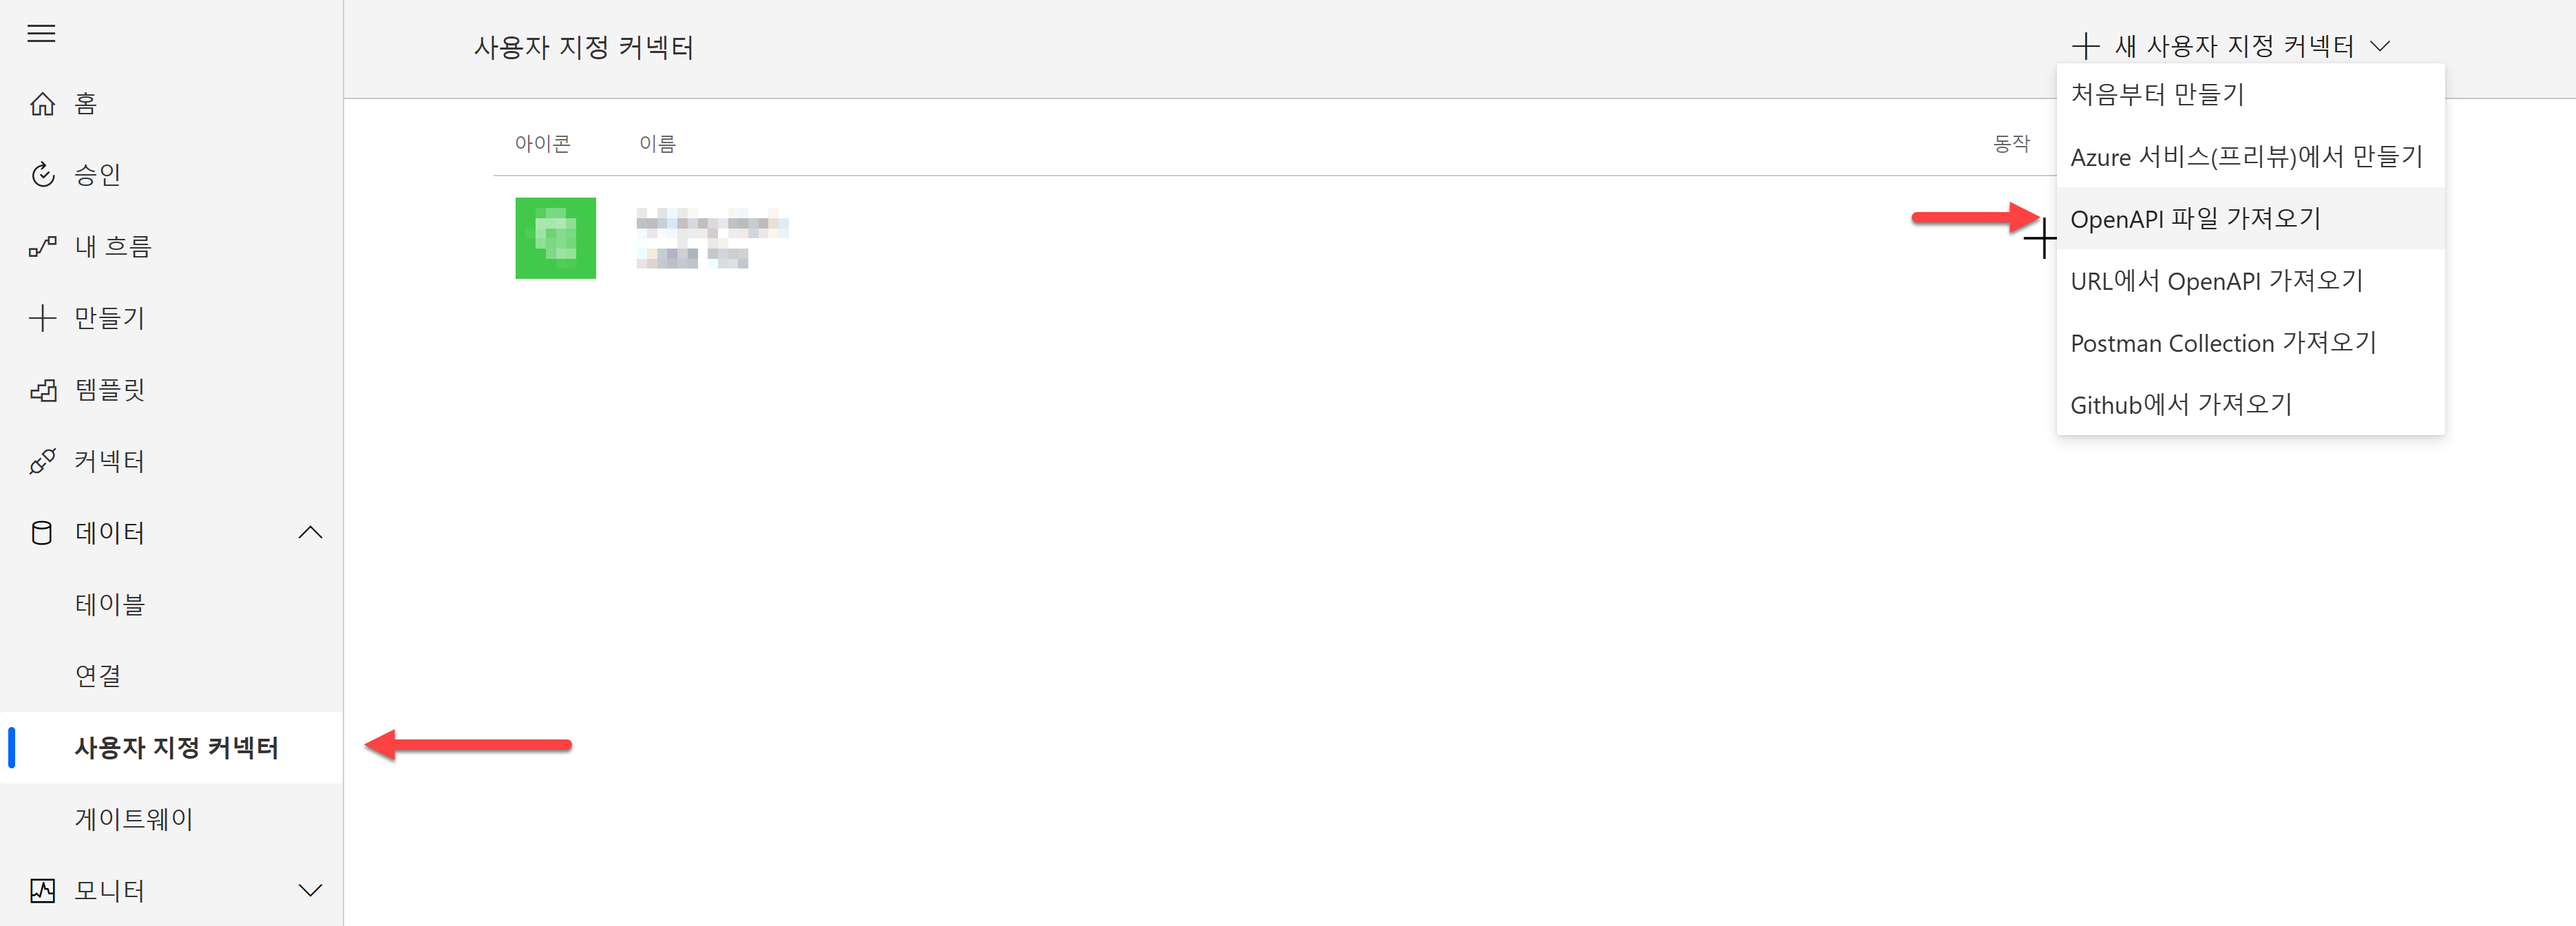 홈
승인
내 흐름
만들기
템플릿
커넥터
데이터
테이블
연결
사용자 지정 커넥터
게이트웨이
모니터
사용자 지정 커넥터
새 사용자 지정 커넥터
처음부터 만들기
Azure 서비스(프리뷰)에서 만들기
OpenAPI 파일 가져오기
URL에서 OpenAPI 가져오기
Postman Collection 가져오기
Github에서 가져오기
아이콘 이름 동작